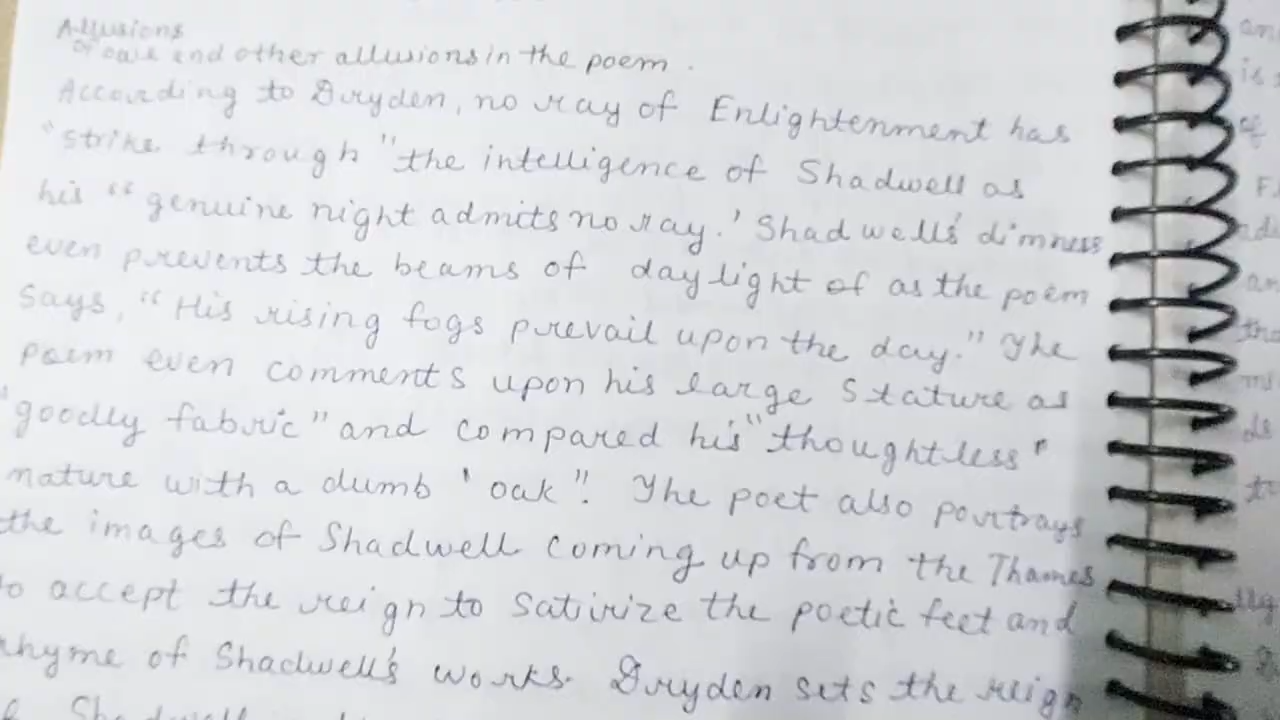 Allusions
and other allusions in the poem.
According to Dryden, no ray of Enlightenment has
"strike through" the intelligence of Shadwell as
his "genuine night admits no ray.' Shadwell's dimness
even prevents the beams of daylight of as the poem
Says, "His rising fogs prevail upon the day." The
poem even comments upon his large stature as
"goodly fabric" and compared his "thoughtless"
nature with a dumb 'oak". The poet also portrays
the images of Shadwell coming up from the Thames
to accept the reign to satirize the poetic feet and
rhyme of Shadwell's works. Dryden sets the reign